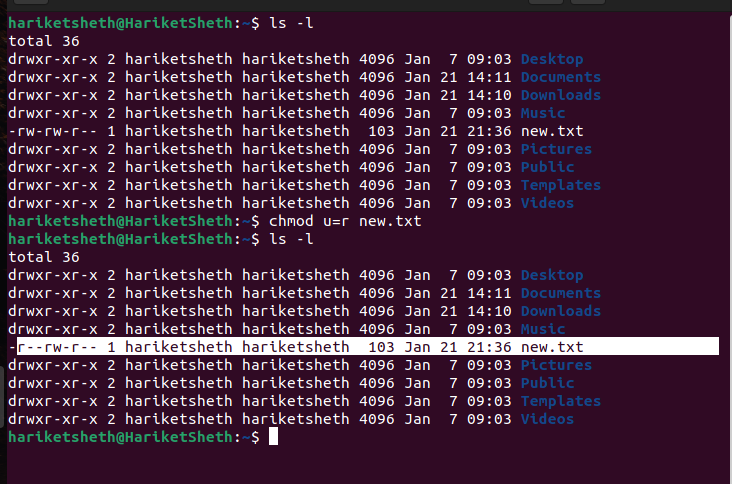 hariketsheth@HariketSheth:~$ ls -l
total 36
drwxr-xr-x 2 hariketsheth hariketsheth 4096 Jan  7 09:03 Desktop
drwxr-xr-x 2 hariketsheth hariketsheth 4096 Jan 21 14:11 Documents
drwxr-xr-x 2 hariketsheth hariketsheth 4096 Jan 21 14:10 Downloads
drwxr-xr-x 2 hariketsheth hariketsheth 4096 Jan  7 09:03 Music
-rw-rw-r-- 1 hariketsheth hariketsheth  103 Jan 21 21:36 new.txt
drwxr-xr-x 2 hariketsheth hariketsheth 4096 Jan  7 09:03 Pictures
drwxr-xr-x 2 hariketsheth hariketsheth 4096 Jan  7 09:03 Public
drwxr-xr-x 2 hariketsheth hariketsheth 4096 Jan  7 09:03 Templates
drwxr-xr-x 2 hariketsheth hariketsheth 4096 Jan  7 09:03 Videos
hariketsheth@HariketSheth:~$ chmod u=r new.txt
hariketsheth@HariketSheth:~$ ls -l
total 36
drwxr-xr-x 2 hariketsheth hariketsheth 4096 Jan  7 09:03 Desktop
drwxr-xr-x 2 hariketsheth hariketsheth 4096 Jan 21 14:11 Documents
drwxr-xr-x 2 hariketsheth hariketsheth 4096 Jan 21 14:10 Downloads
drwxr-xr-x 2 hariketsheth hariketsheth 4096 Jan  7 09:03 Music
-r--rw-r-- 1 hariketsheth hariketsheth  103 Jan 21 21:36 new.txt
drwxr-xr-x 2 hariketsheth hariketsheth 4096 Jan  7 09:03 Pictures
drwxr-xr-x 2 hariketsheth hariketsheth 4096 Jan  7 09:03 Public
drwxr-xr-x 2 hariketsheth hariketsheth 4096 Jan  7 09:03 Templates
drwxr-xr-x 2 hariketsheth hariketsheth 4096 Jan  7 09:03 Videos
hariketsheth@HariketSheth:~$